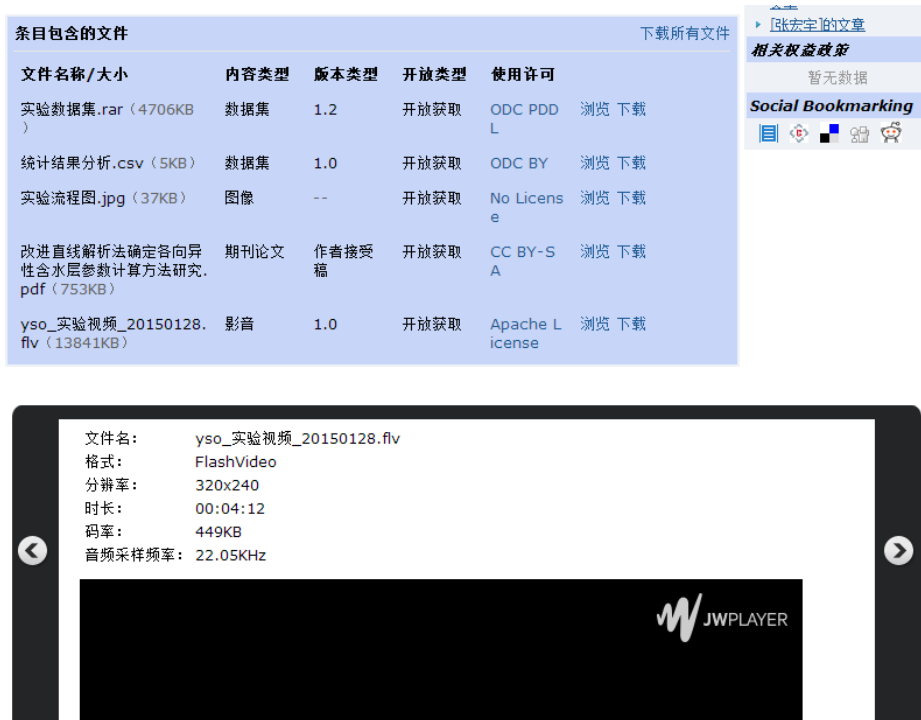 条目包含的文件 下载所有文件
文件名称/大小 内容类型 版本类型 开放类型 使用许可
实验数据集.rar（4706KB 数据集 1.2 开放获取 ODC PDD 浏览 下载
） L
统计结果分析.csv（5KB） 数据集 1.0 开放获取 ODC BY 浏览 下载
实验流程图.jpg（37KB） 图像 -- 开放获取 No Licens 浏览 下载
e
改进直线解析法确定各向异 期刊论文 作者接受 开放获取 CC BY-S 浏览 下载
性含水层参数计算方法研究. 稿 A
pdf（753KB）
yso_实验视频_20150128. 影音 1.0 开放获取 Apache L 浏览 下载
flv（13841KB） icense
[张宏宇]的文章
相关权益政策
暂无数据
Social Bookmarking
文件名： yso_实验视频_20150128.flv
格式： FlashVideo
分辨率： 320x240
时长： 00:04:12
码率： 449KB
音频采样频率： 22.05KHz
JWPLAYER